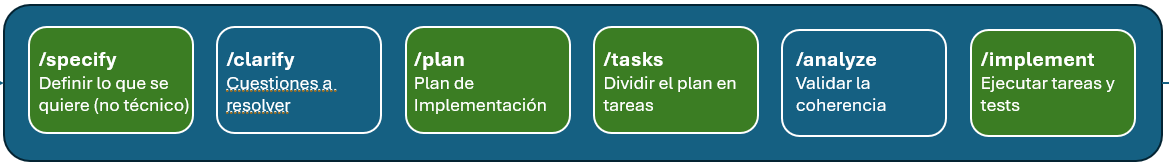 /specify
Definir lo que se
quiere (no técnico)
/clarify
Cuestiones a
resolver
/plan
Plan de
Implementación
/tasks
Dividir el plan en
tareas
/analyze
Validar la
coherencia
/implement
Ejecutar tareas y
tests